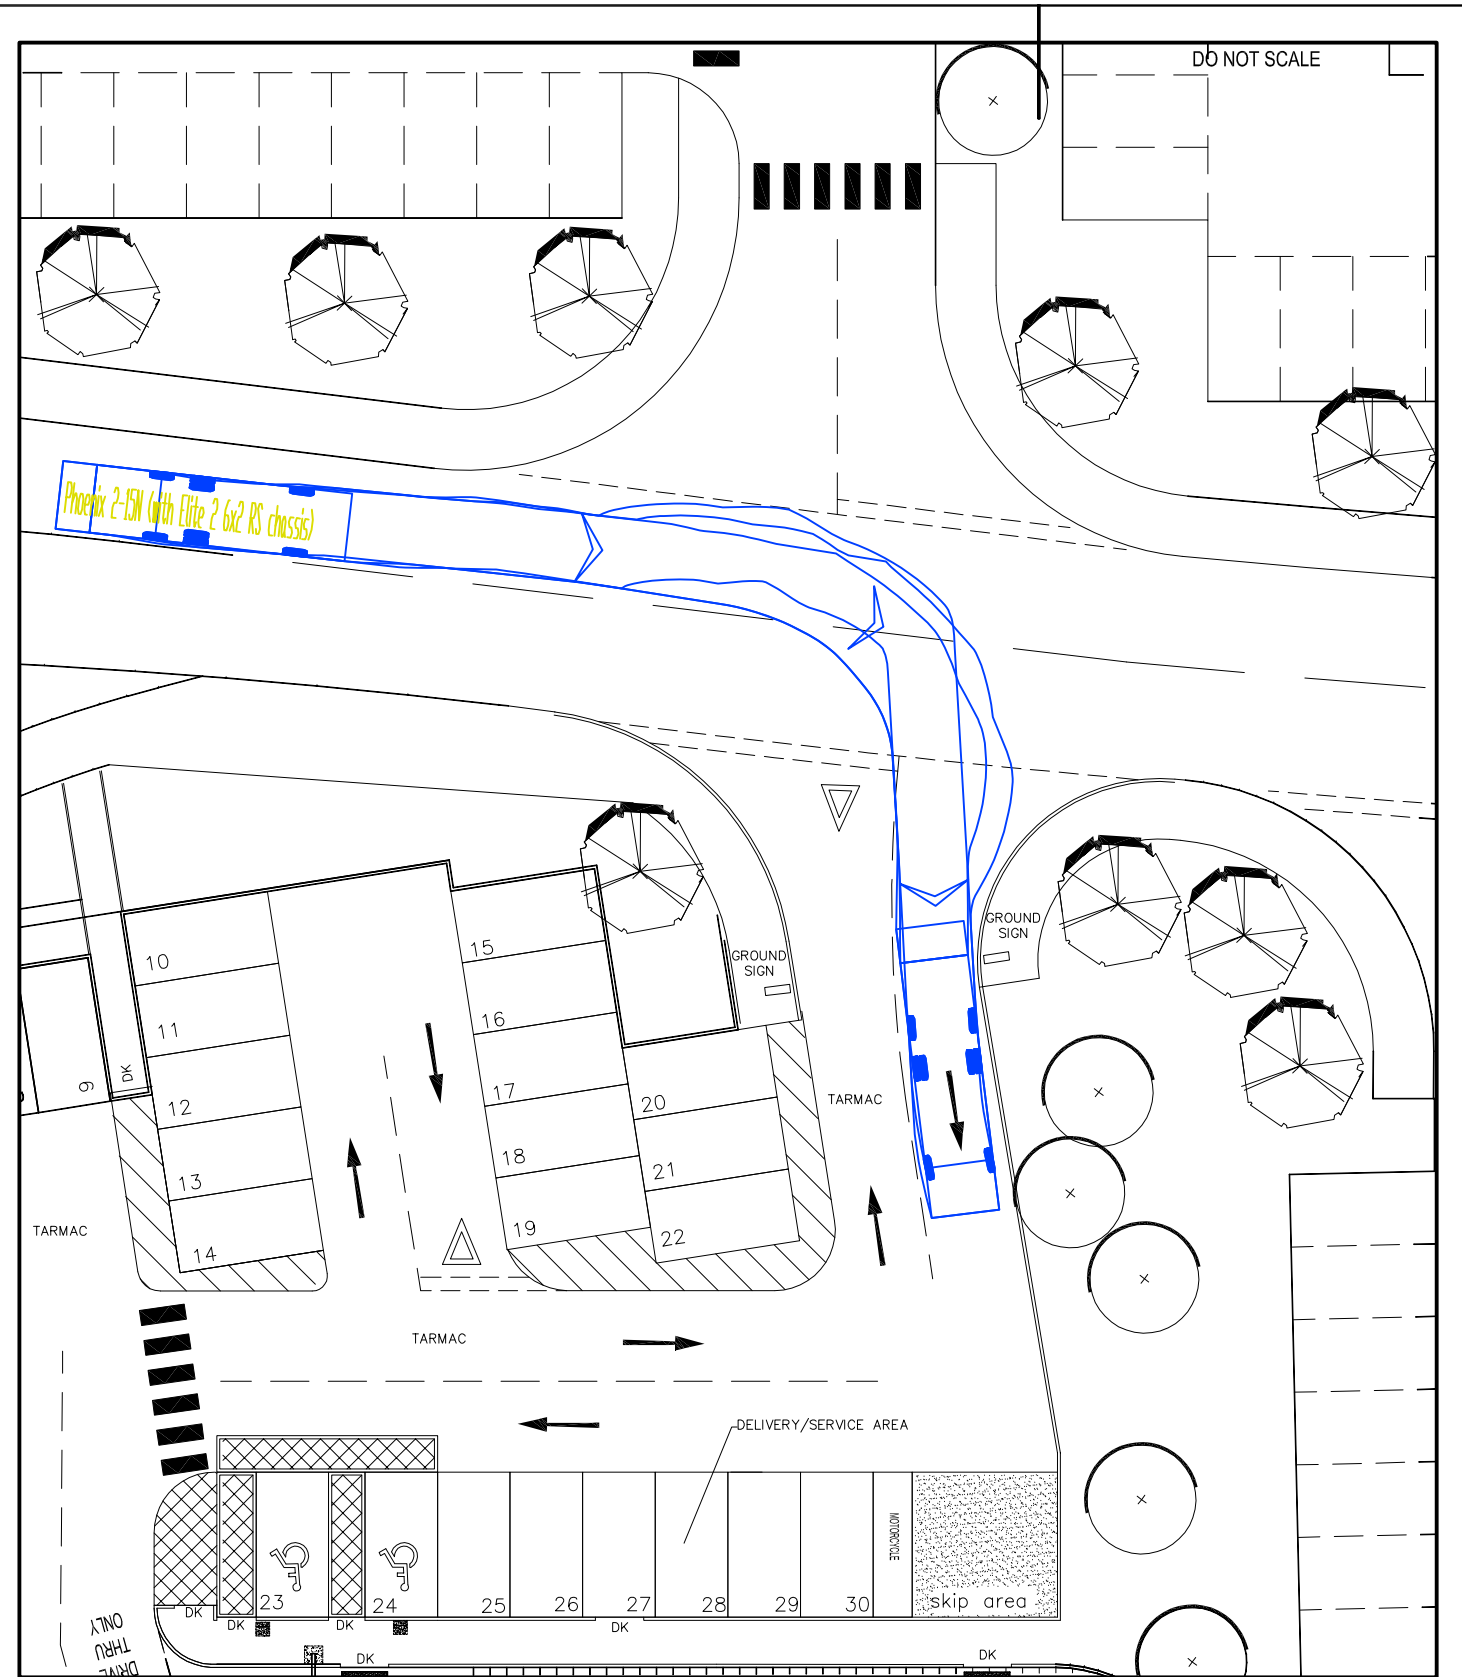 DO NOT SCALE
Phoenix 2-15N (with Elite 2 6x2 RS chassis)
GROUND
SIGN
GROUND
SIGN
10
11
12
13
14
15
16
17
18
19
20
21
22
9
DK
TARMAC
TARMAC
TARMAC
DELIVERY/SERVICE AREA
MOTORCYCLE
23
24
25
26
27
28
29
30
skip area
DK
DK
DK
DK
DK
DK
DRIVE
THRU
ONLY